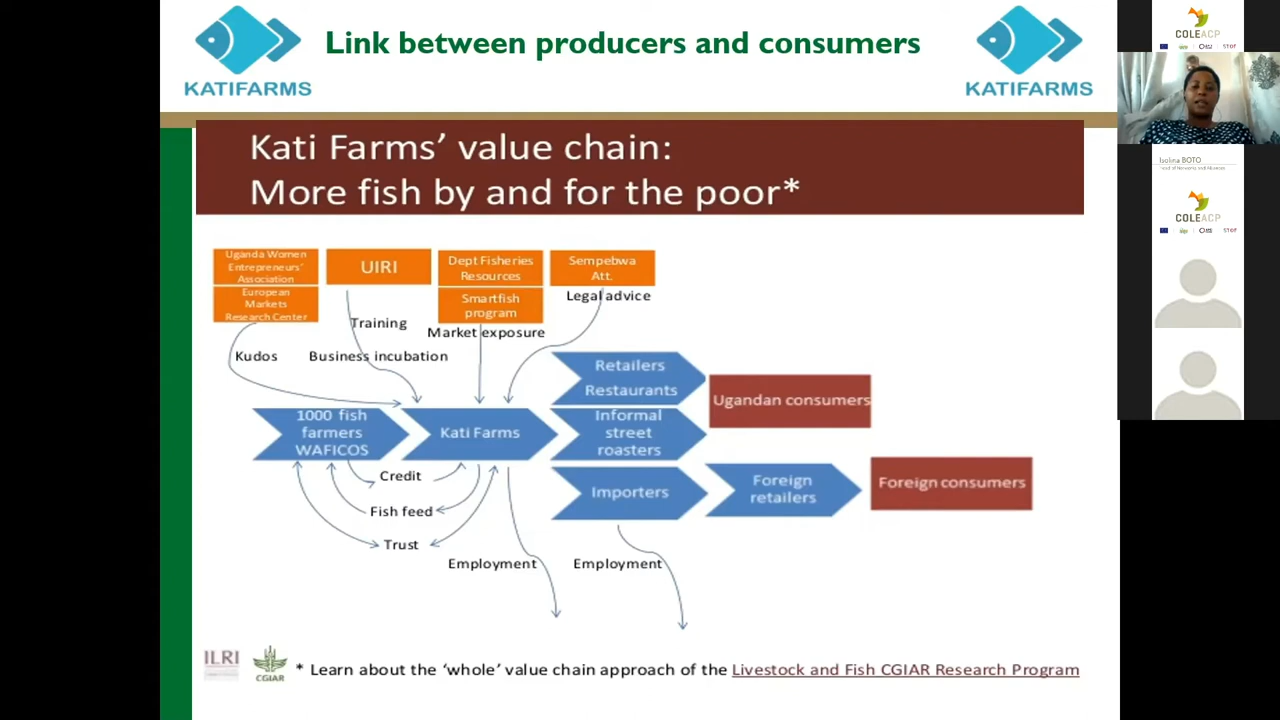 Link between producers and consumers
KATIFARMS
KATIFARMS
Kati Farms' value chain:
More fish by and for the poor*
Uganda Women
Entrepreneurs'
Association
European
Markets
Research Center
UIRI
Dept Fisheries
Resources
Smartfish
program
Sempebwa
Att.
Legal advice
Training
Market exposure
Kudos
Business incubation
Retailers
Restaurants
Ugandan consumers
1000 fish
farmers
WAFICOS
Kati Farms
Informal
street
roasters
Importers
Foreign
retailers
Foreign consumers
Credit
Fish feed
Trust
Employment
Employment
ILRI
CGIAR
* Learn about the 'whole' value chain approach of the Livestock and Fish CGIAR Research Program
COLEACP
Isolina BOTO
COLEACP